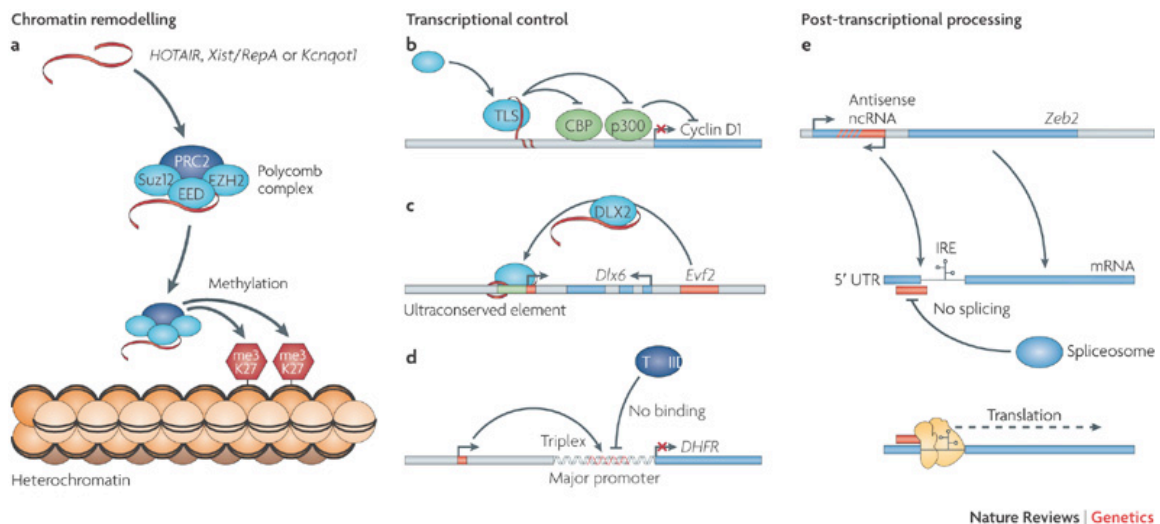 Chromatin remodelling
a
HOTAIR, Xist/RepA or Kcnqot1
PRC2
Suz12
EZH2
EED
Polycomb
complex
Methylation
me3
K27
me3
K27
Heterochromatin
Transcriptional control
b
TLS
CBP
p300
Cyclin D1
c
DLX2
Dlx6
Evf2
Ultraconserved element
d
T IID
No binding
Triplex
DHFR
Major promoter
Post-transcriptional processing
e
Antisense
ncRNA
Zeb2
IRE
5′ UTR
mRNA
No splicing
Spliceosome
Translation
Nature Reviews | Genetics